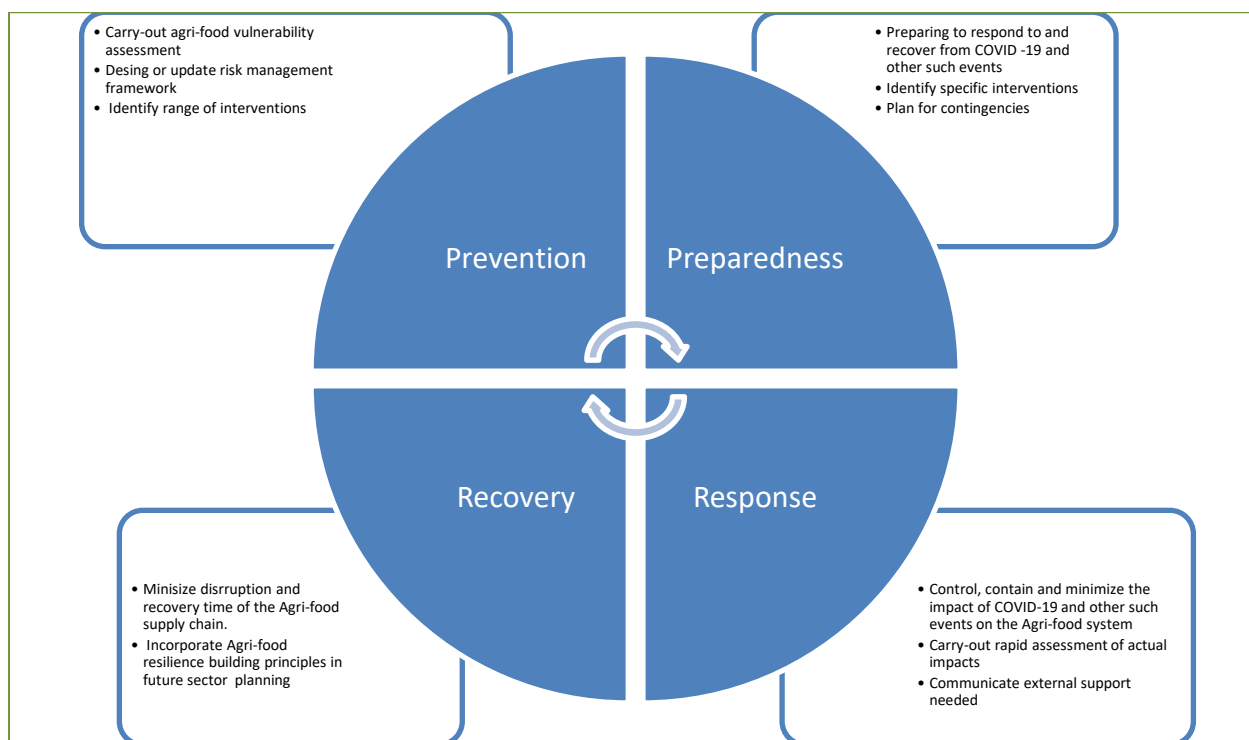 • Carry-out agri-food vulnerability
assessment
• Desing or update risk management
framework
• Identify range of interventions
• Preparing to respond to and
recover from COVID -19 and
other such events
• Identify specific interventions
• Plan for contingencies
Prevention
Preparedness
Recovery
Response
• Minisize disrruption and
recovery time of the Agri-food
supply chain.
• Incorporate Agri-food
resilience building principles in
future sector planning
• Control, contain and minimize the
impact of COVID-19 and other such
events on the Agri-food system
• Carry-out rapid assessment of actual
impacts
• Communicate external support
needed